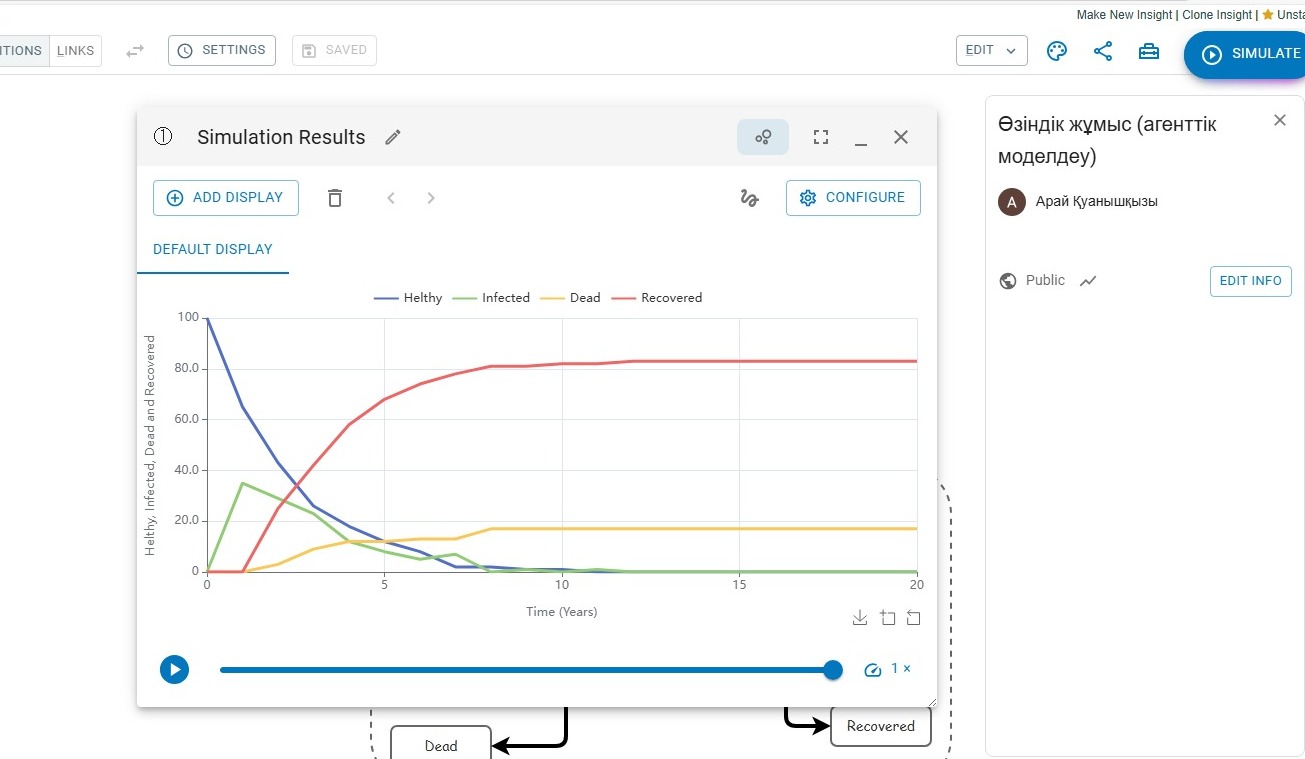 Make New Insight | Clone Insight |
ITIONS LINKS SETTINGS SAVED EDIT SIMULATE
① Simulation Results
ADD DISPLAY CONFIGURE
DEFAULT DISPLAY
Helthy Infected Dead Recovered
Helthy, Infected, Dead and Recovered
100
80.0
60.0
40.0
20.0
0
0 5 10 15 20
Time (Years)
1 ×
Dead
Recovered
Өзіндік жұмыс (агенттік
моделдеу)
A Арай Қуанышқызы
Public EDIT INFO